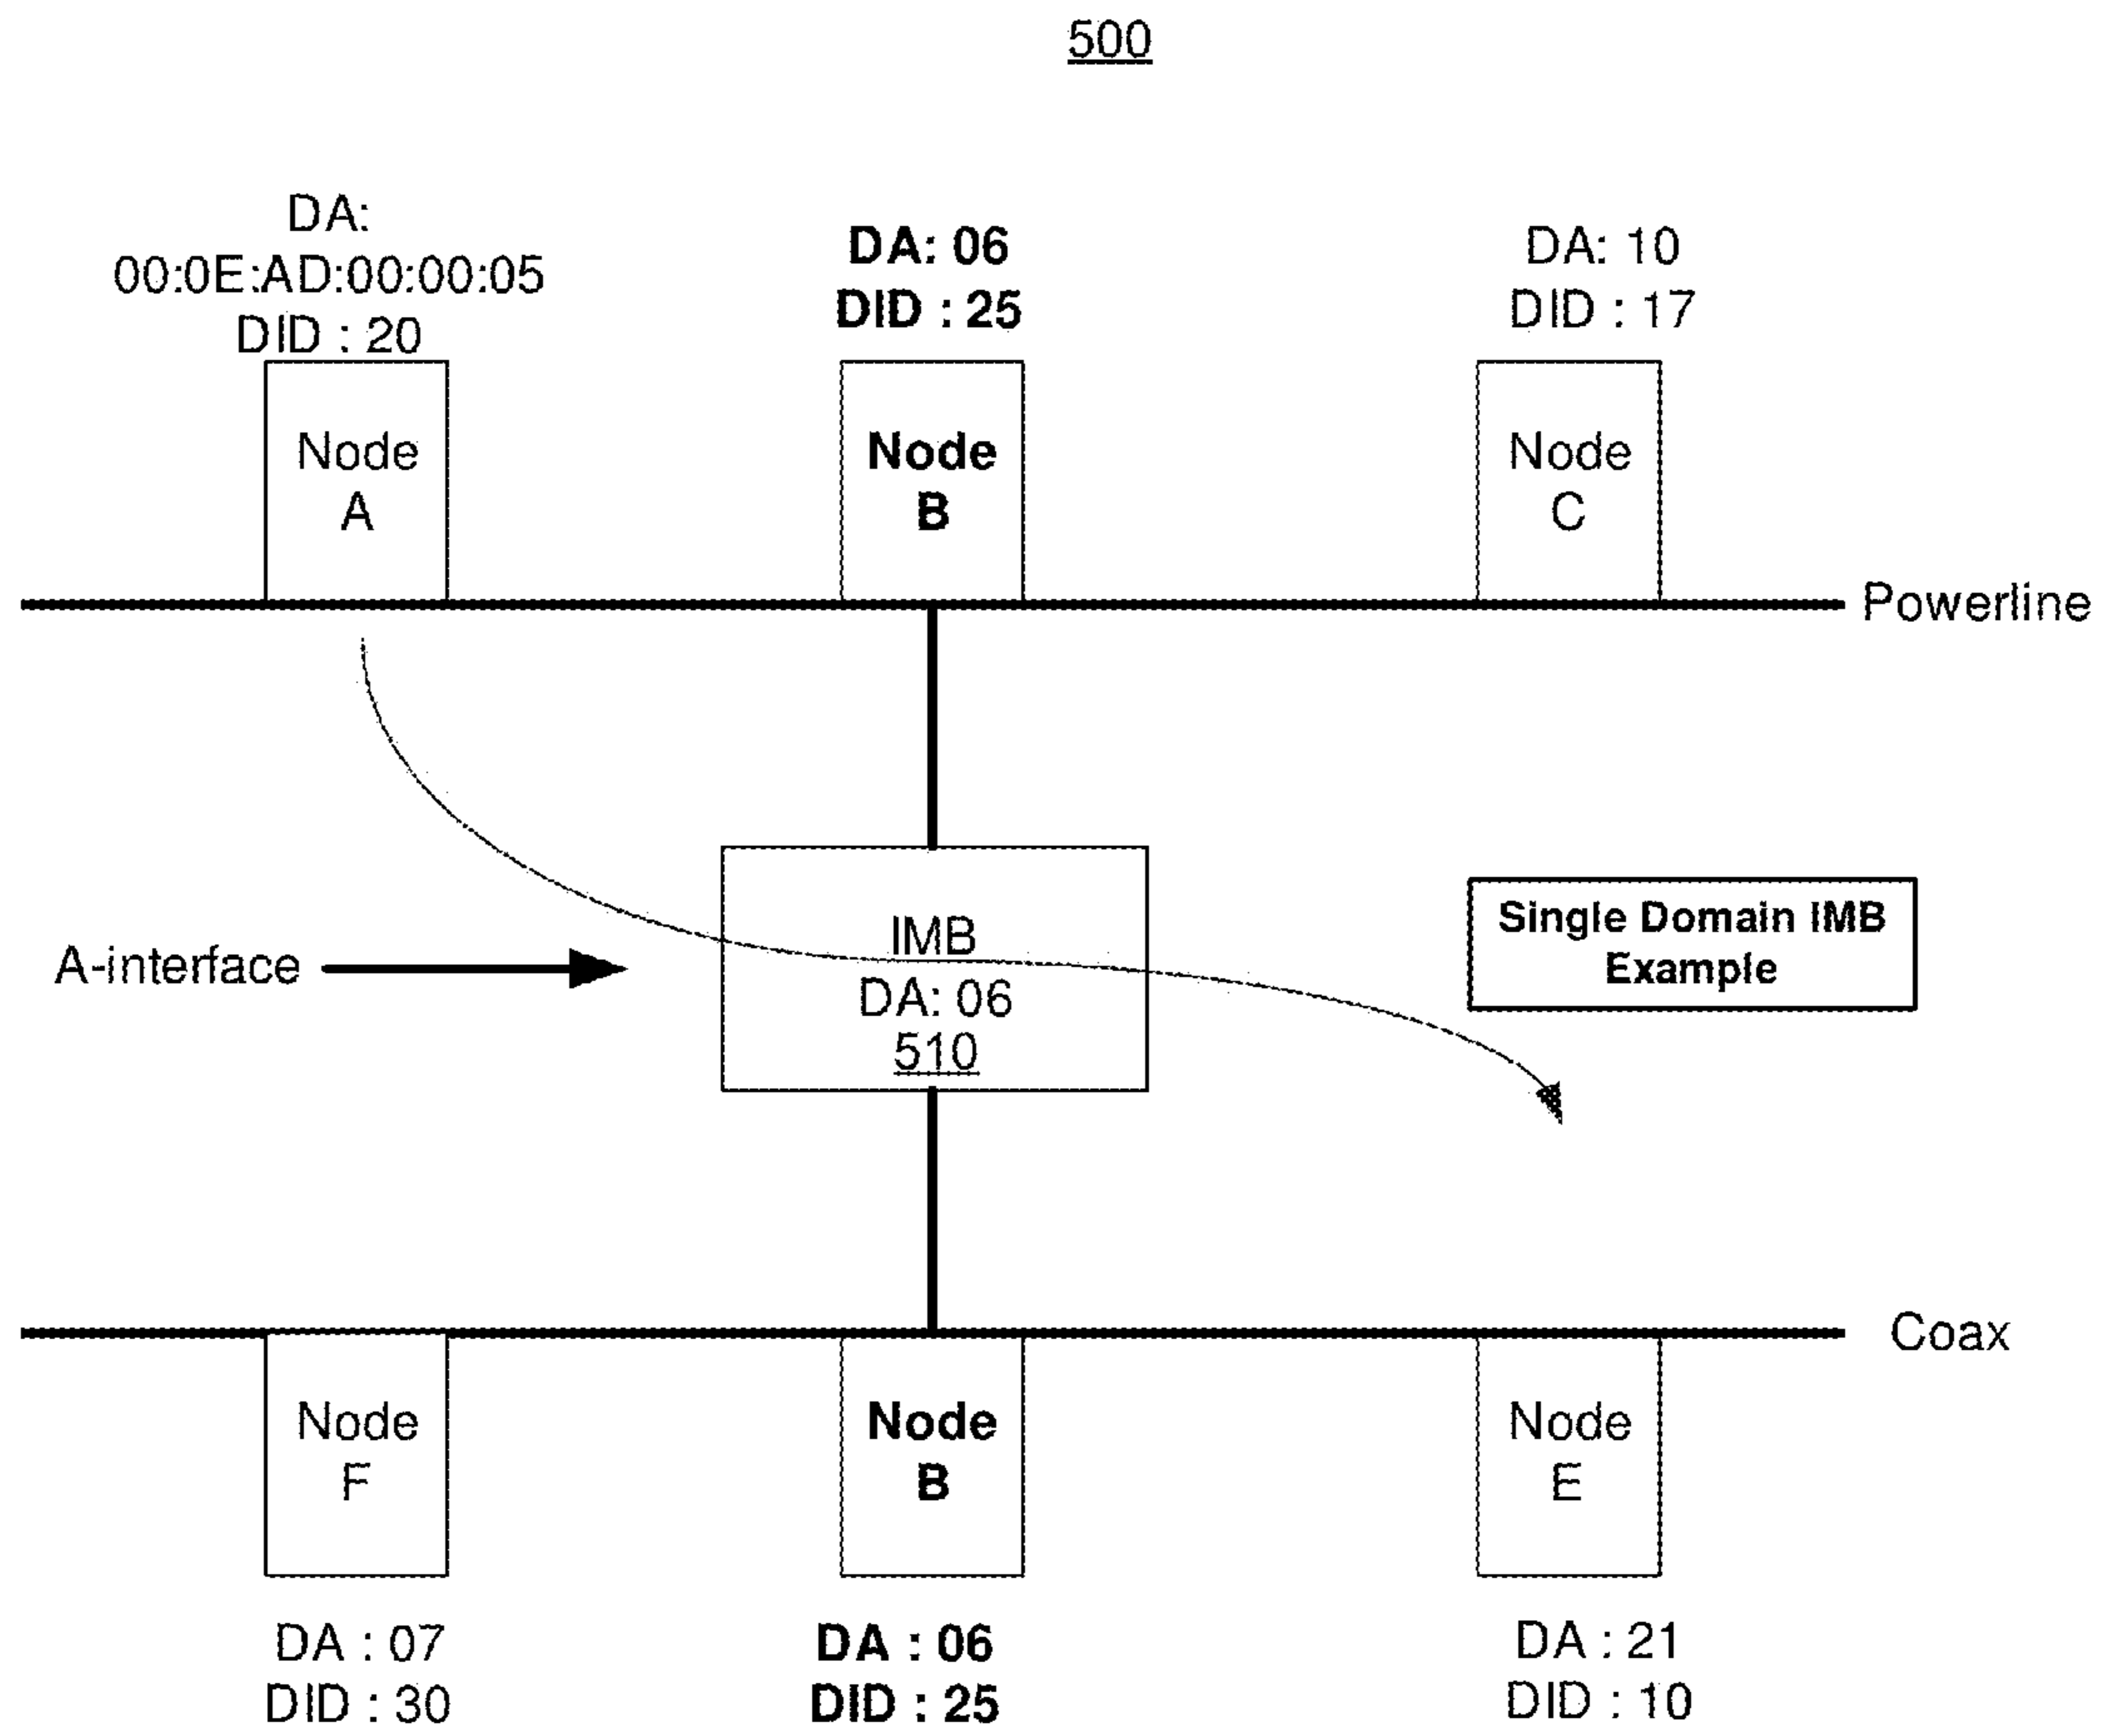 500
DA:
00:0E:AD:00:00:05
DID : 20
DA: 06
DID : 25
DA: 10
DID : 17
Node
A
Node
B
Node
C
Powerline
A-interface
IMB
DA: 06
510
Single Domain IMB
Example
Coax
Node
F
Node
B
Node
E
DA : 07
DID : 30
DA : 06
DID : 25
DA : 21
DID : 10